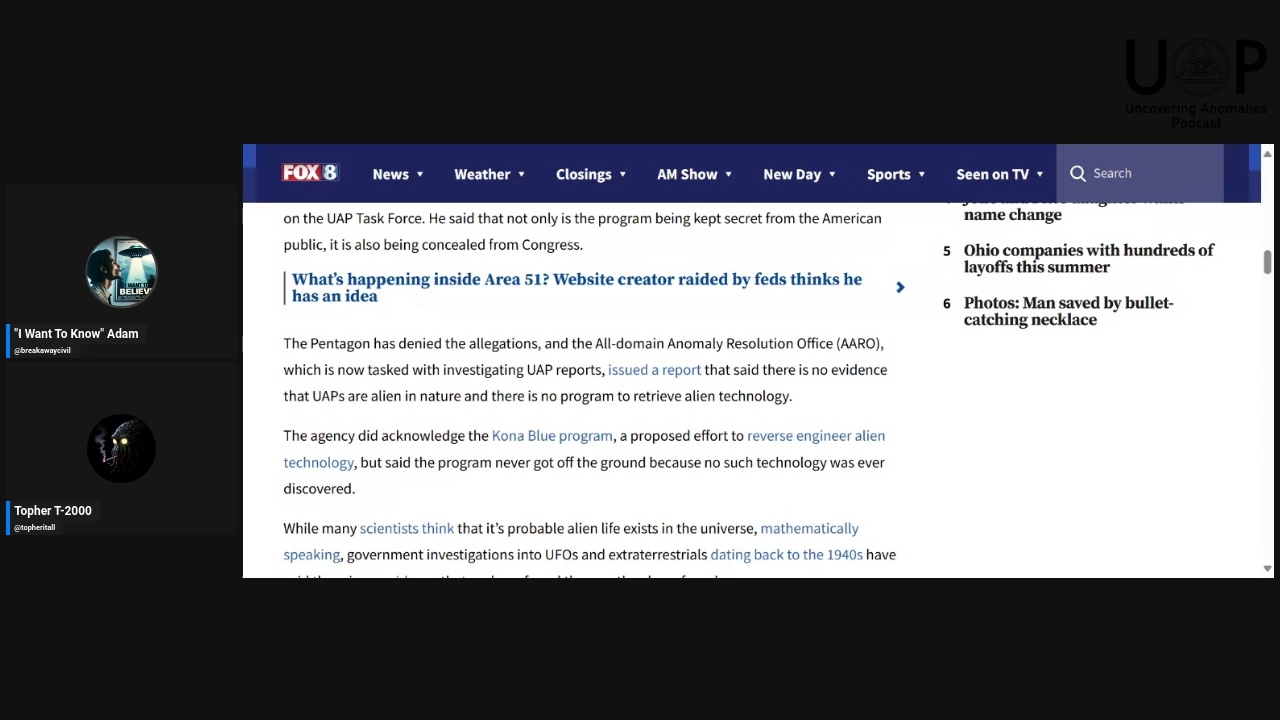 UAP
Uncovering Anomalies
Podcast
FOX 8
News
Weather
Closings
AM Show
New Day
Sports
Seen on TV
Search
on the UAP Task Force. He said that not only is the program being kept secret from the American
public, it is also being concealed from Congress.
What's happening inside Area 51? Website creator raided by feds thinks he
has an idea
The Pentagon has denied the allegations, and the All-domain Anomaly Resolution Office (AARO),
which is now tasked with investigating UAP reports, issued a report that said there is no evidence
that UAPs are alien in nature and there is no program to retrieve alien technology.
The agency did acknowledge the Kona Blue program, a proposed effort to reverse engineer alien
technology, but said the program never got off the ground because no such technology was ever
discovered.
While many scientists think that it's probable alien life exists in the universe, mathematically
speaking, government investigations into UFOs and extraterrestrials dating back to the 1940s have
name change
5 Ohio companies with hundreds of
layoffs this summer
6 Photos: Man saved by bullet-
catching necklace
"I Want To Know" Adam
@breakawaycivil
Topher T-2000
@topheritall